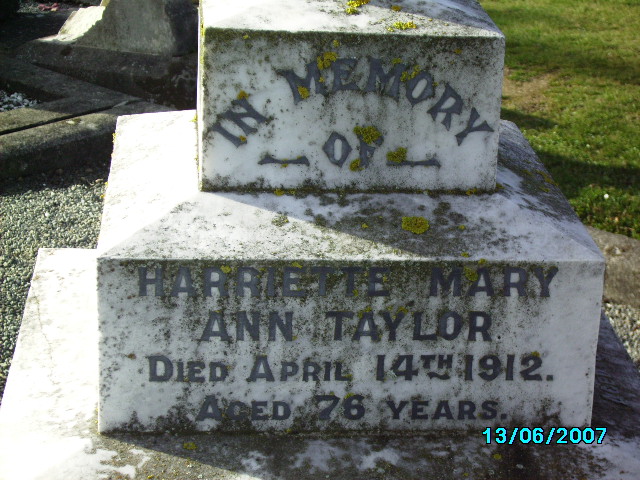 IN MEMORY
OF
HARRIETTE MARY
ANN TAYLOR
DIED APRIL 14TH 1912.
AGED 76 YEARS.
13/06/2007